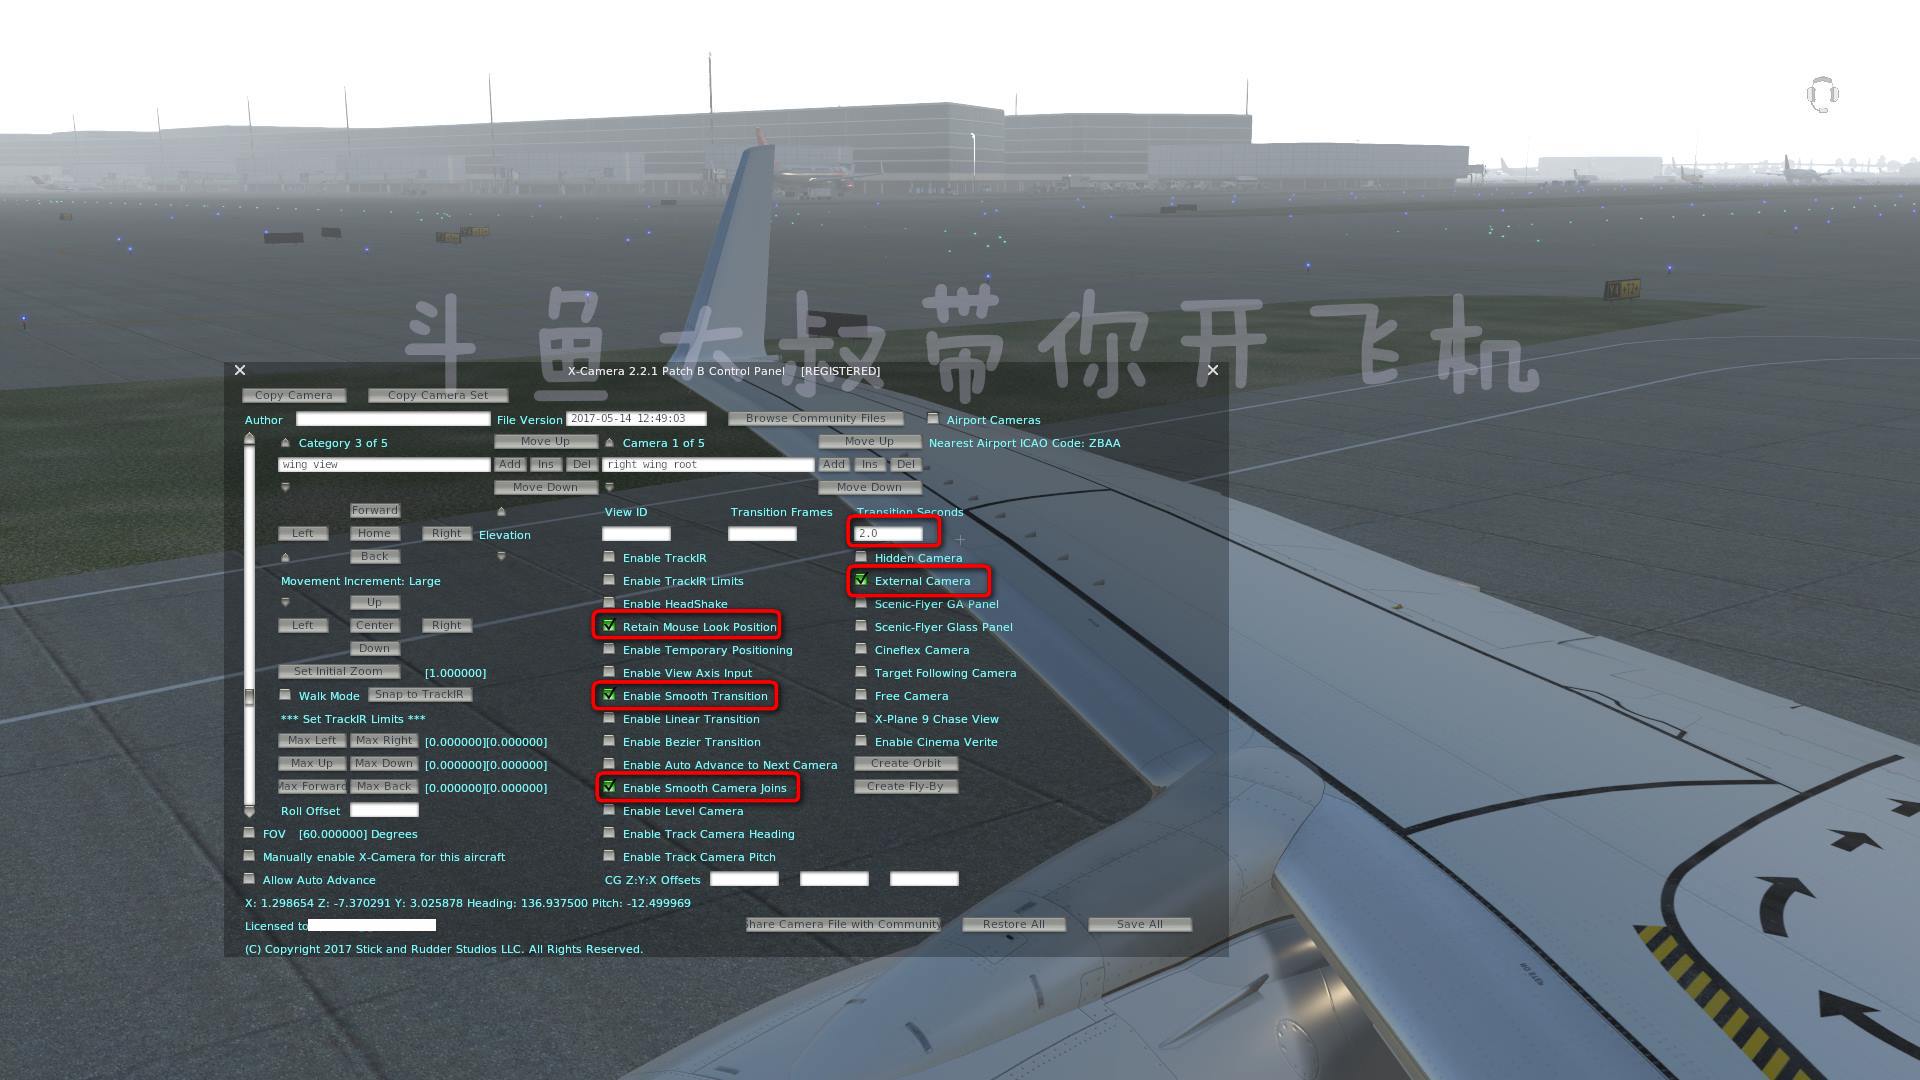 斗鱼大叔带你开飞机
X-Camera 2.2.1 Patch B Control Panel [REGISTERED]
Copy Camera Copy Camera Set
Author File Version 2017-05-14 12:49:03 Browse Community Files Airport Cameras
Category 3 of 5 Move Up Camera 1 of 5 Move Up Nearest Airport ICAO Code: ZBAA
wing view Add Ins Del right wing root Add Ins Del
Move Down Move Down
Forward View ID Transition Frames Transition Seconds
Left Home Right Elevation 2.0
Back Enable TrackIR Hidden Camera
Movement Increment: Large Enable TrackIR Limits External Camera
Up Enable HeadShake Scenic-Flyer GA Panel
Left Center Right Retain Mouse Look Position Scenic-Flyer Glass Panel
Down Enable Temporary Positioning Cineflex Camera
Set Initial Zoom [1.000000] Enable View Axis Input Target Following Camera
Walk Mode Snap to TrackIR Enable Smooth Transition Free Camera
*** Set TrackIR Limits *** Enable Linear Transition X-Plane 9 Chase View
Max Left Max Right [0.000000][0.000000] Enable Bezier Transition Enable Cinema Verite
Max Up Max Down [0.000000][0.000000] Enable Auto Advance to Next Camera Create Orbit
Max Forward Max Back [0.000000][0.000000] Enable Smooth Camera Joins Create Fly-By
Roll Offset Enable Level Camera
FOV [60.000000] Degrees Enable Track Camera Heading
Manually enable X-Camera for this aircraft Enable Track Camera Pitch
Allow Auto Advance CG Z:Y:X Offsets
X: 1.298654 Z: -7.370291 Y: 3.025878 Heading: 136.937500 Pitch: -12.499969
Licensed to Share Camera File with Community Restore All Save All
(C) Copyright 2017 Stick and Rudder Studios LLC. All Rights Reserved.